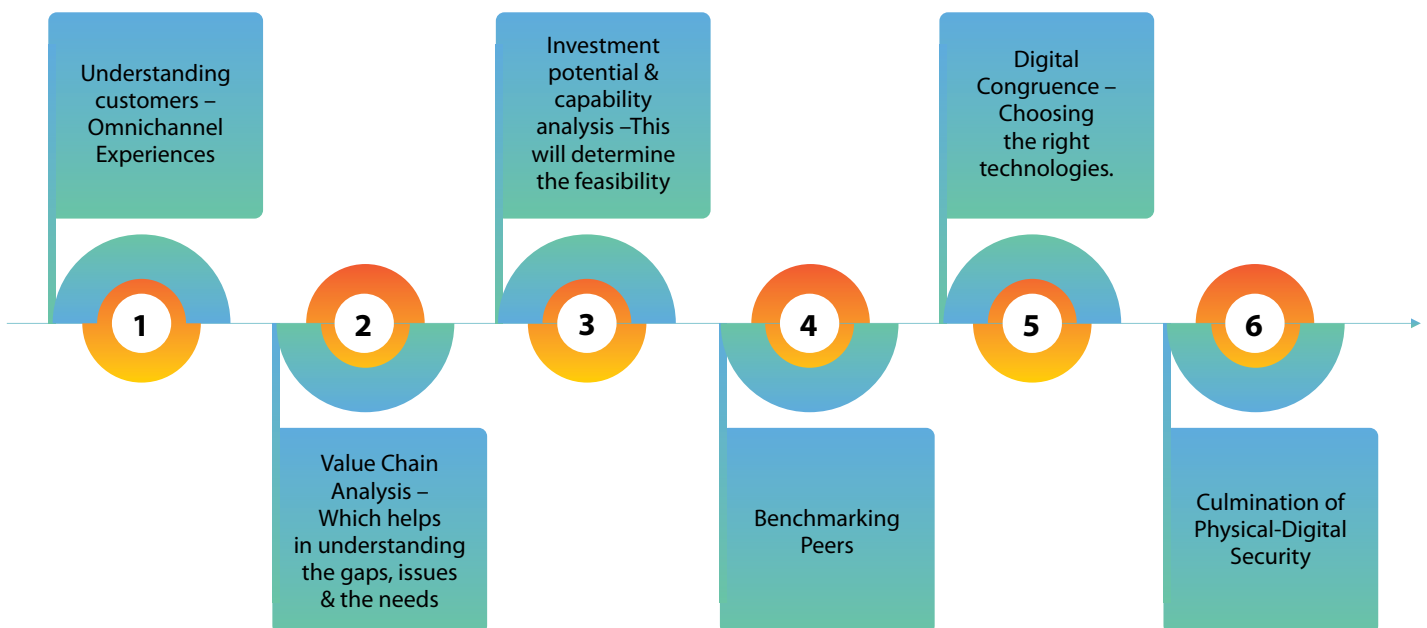 Understanding
customers –
Omnichannel
Experiences
1
Value Chain
Analysis –
Which helps
in understanding
the gaps, issues
& the needs
2
Investment
potential &
capability
analysis –This
will determine
the feasibility
3
Benchmarking
Peers
4
Digital
Congruence –
Choosing
the right
technologies.
5
Culmination of
Physical-Digital
Security
6